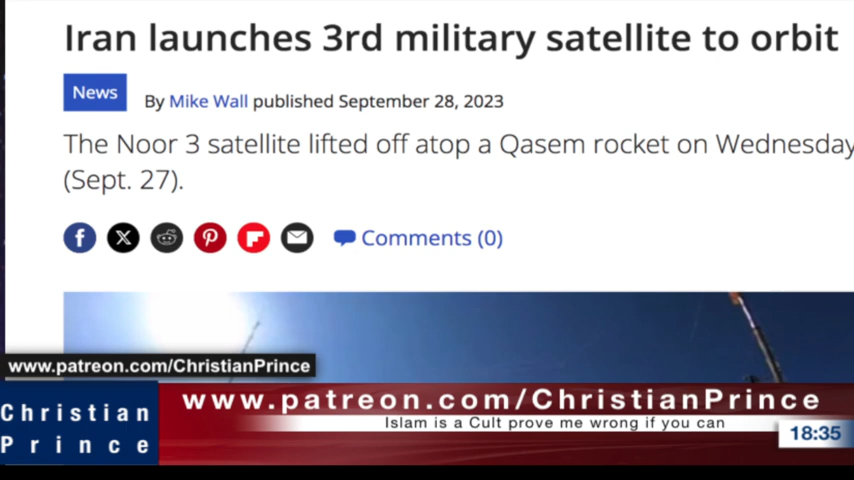 Iran launches 3rd military satellite to orbit
News
By Mike Wall published September 28, 2023
The Noor 3 satellite lifted off atop a Qasem rocket on Wednesday
(Sept. 27).
Comments (0)
www.patreon.com/ChristianPrince
Christian
Prince
www.patreon.com/ChristianPrince
Islam is a Cult prove me wrong if you can
18:35